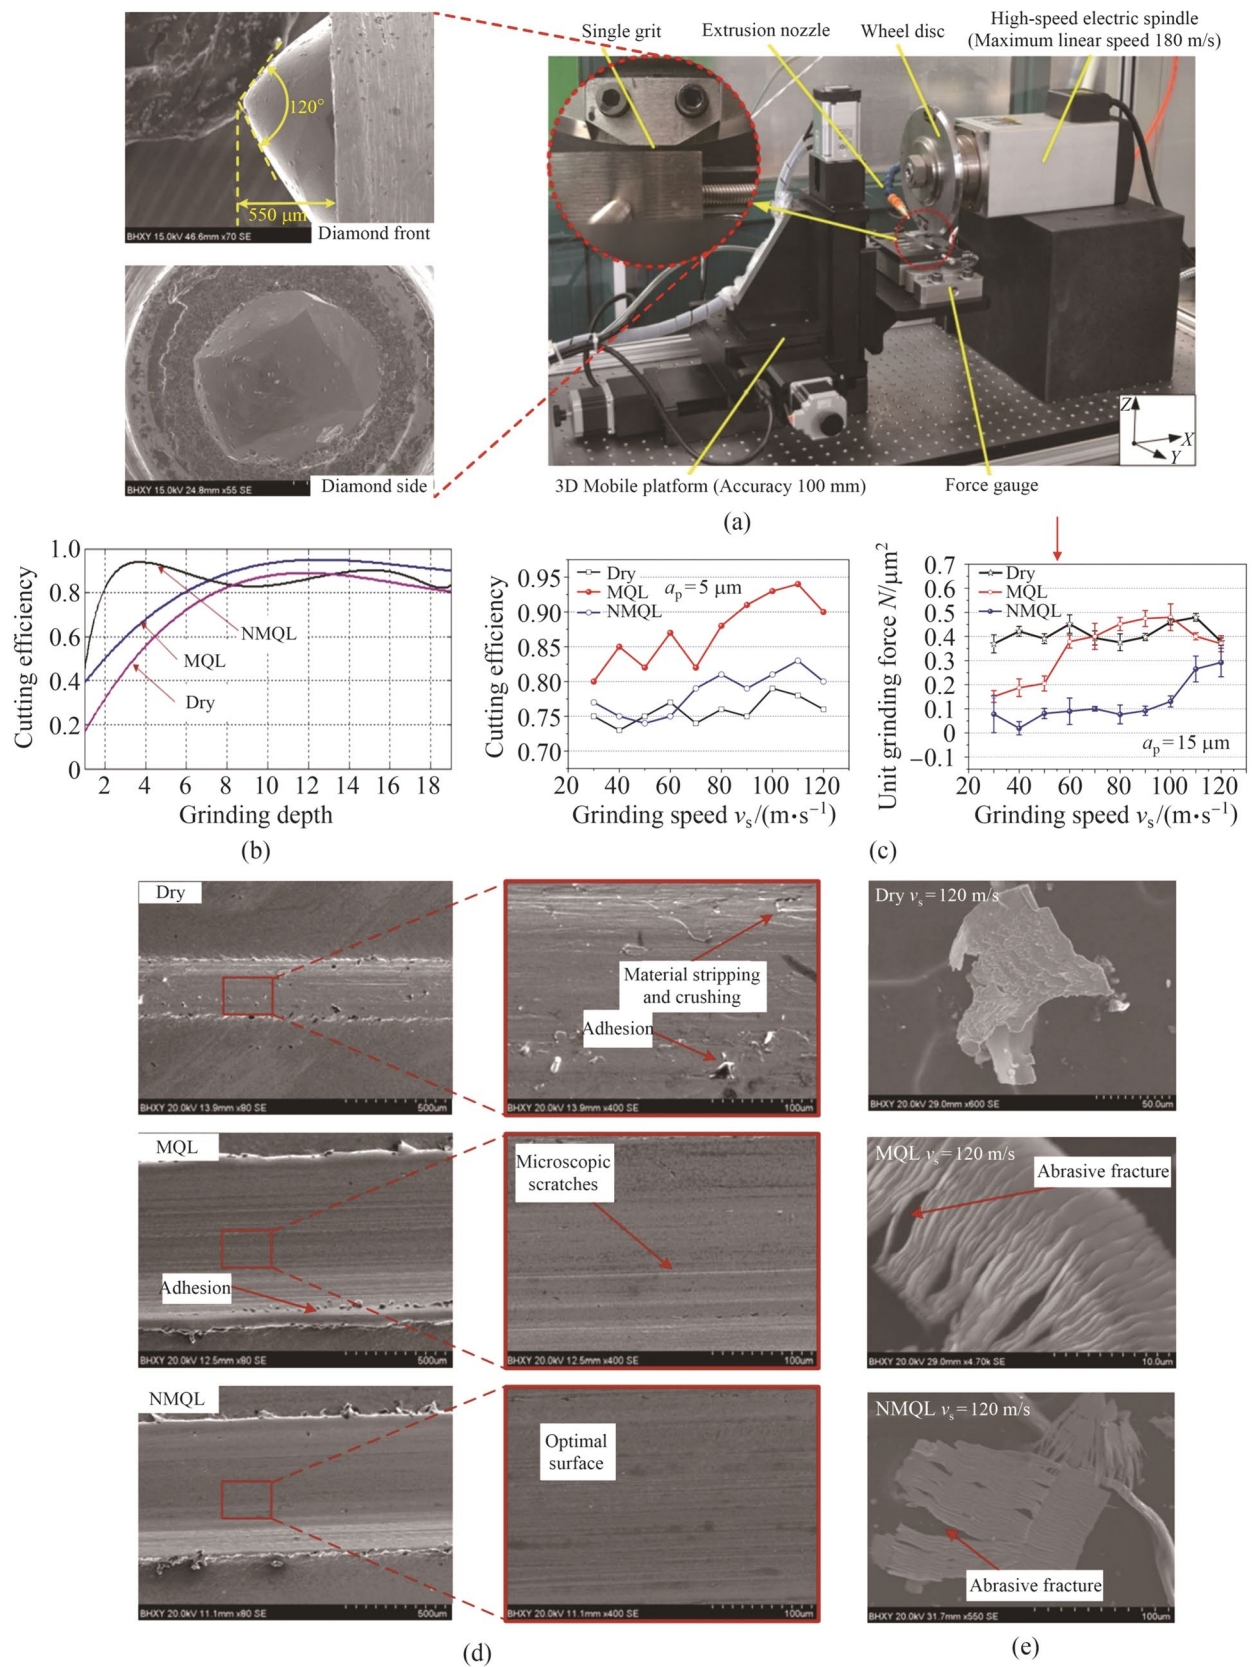 Single grit
Extrusion nozzle
Wheel disc
High-speed electric spindle
(Maximum linear speed 180 m/s)
120°
550 μm
BHXY 15.0kV 46.6mm x70 SE
Diamond front
BHXY 15.0kV 24.8mm x55 SE
Diamond side
Z
X
Y
3D Mobile platform (Accuracy 100 mm)
Force gauge
(a)
Cutting efficiency
1.0
0.8
0.6
0.4
0.2
0
NMQL
MQL
Dry
2 4 6 8 10 12 14 16 18
Grinding depth
(b)
Cutting efficiency
0.95
0.90
0.85
0.80
0.75
0.70
Dry
MQL
NMQL
aₚ = 5 μm
20 40 60 80 100 120
Grinding speed vₛ/(m·s⁻¹)
Unit grinding force N/μm²
0.7
0.6
0.5
0.4
0.3
0.2
0.1
0
−0.1
Dry
MQL
NMQL
aₚ = 15 μm
20 40 60 80 100 120
Grinding speed vₛ/(m·s⁻¹)
(c)
Dry
BHXY 20.0kV 13.9mm x80 SE
500um
Material stripping
and crushing
Adhesion
BHXY 20.0kV 13.9mm x400 SE
100um
Dry vₛ = 120 m/s
BHXY 20.0kV 29.0mm x600 SE
50.0um
MQL
Adhesion
BHXY 20.0kV 12.5mm x80 SE
500um
Microscopic
scratches
BHXY 20.0kV 12.5mm x400 SE
100um
MQL vₛ = 120 m/s
Abrasive fracture
BHXY 20.0kV 29.0mm x4.70k SE
10.0um
NMQL
BHXY 20.0kV 11.1mm x80 SE
500um
Optimal
surface
BHXY 20.0kV 11.1mm x400 SE
100um
NMQL vₛ = 120 m/s
Abrasive fracture
BHXY 20.0kV 31.7mm x550 SE
100um
(d)
(e)